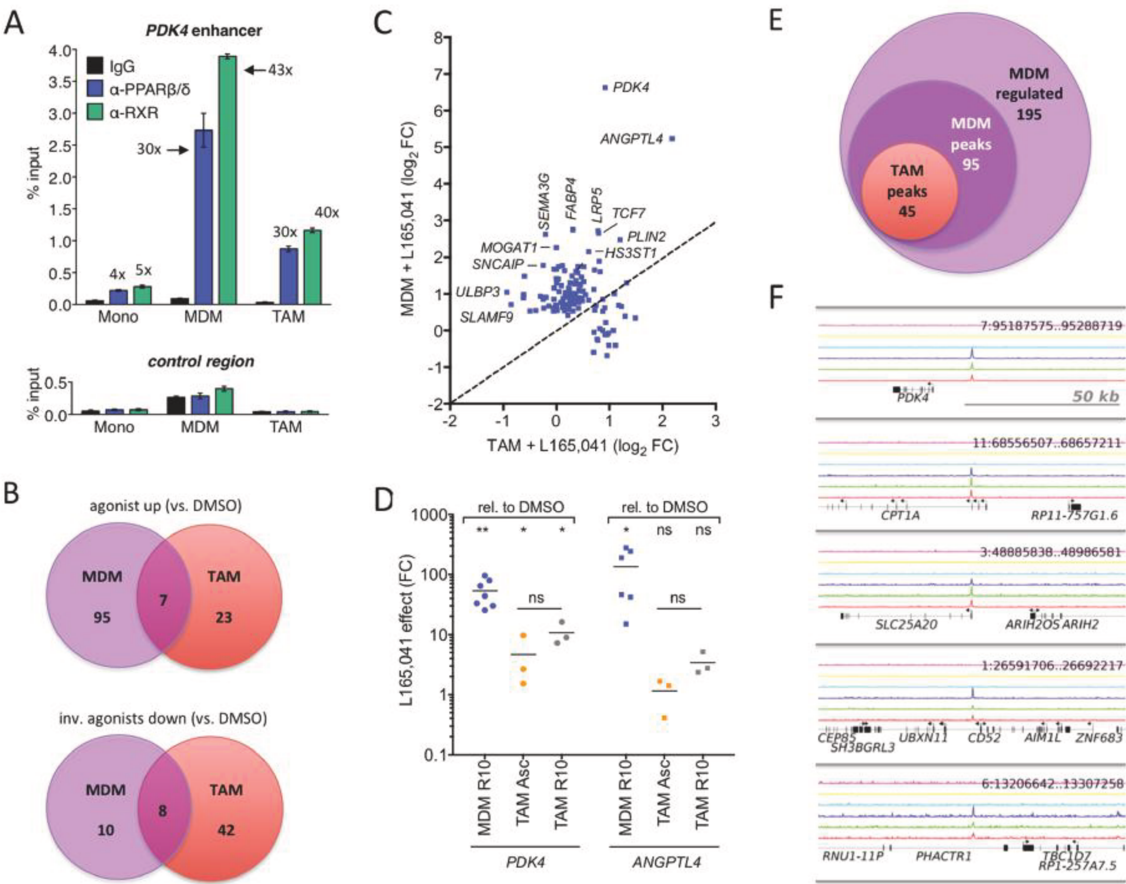 A
PDK4 enhancer
IgG
α-PPARβ/δ
α-RXR
4.0
3.5
3.0
2.5
2.0
1.5
1.0
0.5
0.0
% input
43x
30x
4x
5x
30x
40x
Mono
MDM
TAM
control region
0.5
0.0
% input
Mono
MDM
TAM
B
agonist up (vs. DMSO)
MDM
95
7
TAM
23
inv. agonists down (vs. DMSO)
MDM
10
8
TAM
42
C
8
7
6
5
4
3
2
1
0
-1
-2
MDM + L165,041 (log2 FC)
PDK4
ANGPTL4
SEMA3G
FABP4
LRP5
TCF7
PLIN2
MOGAT1
HS3ST1
SNCAIP
ULBP3
SLAMF9
-2
-1
0
1
2
3
TAM + L165,041 (log2 FC)
D
rel. to DMSO
rel. to DMSO
1000
100
10
1
0.1
L165,041 effect (FC)
**
*
*
*
ns
ns
ns
ns
MDM R10
TAM Asc
TAM R10
MDM R10
TAM Asc
TAM R10
PDK4
ANGPTL4
E
MDM
regulated
195
MDM
peaks
95
TAM
peaks
45
F
7:95187575..95288719
PDK4
50 kb
11:68556507..68657211
CPT1A
RP11-757G1.6
3:48885838..48986581
SLC25A20
ARIH2OS ARIH2
1:26591706..26692217
CEP85
UBXN11
CD52
AIM1L
ZNF683
SH3BGRL3
6:13206642..13307258
RNU1-11P
PHACTR1
TBC1D7
RP1-257A7.5